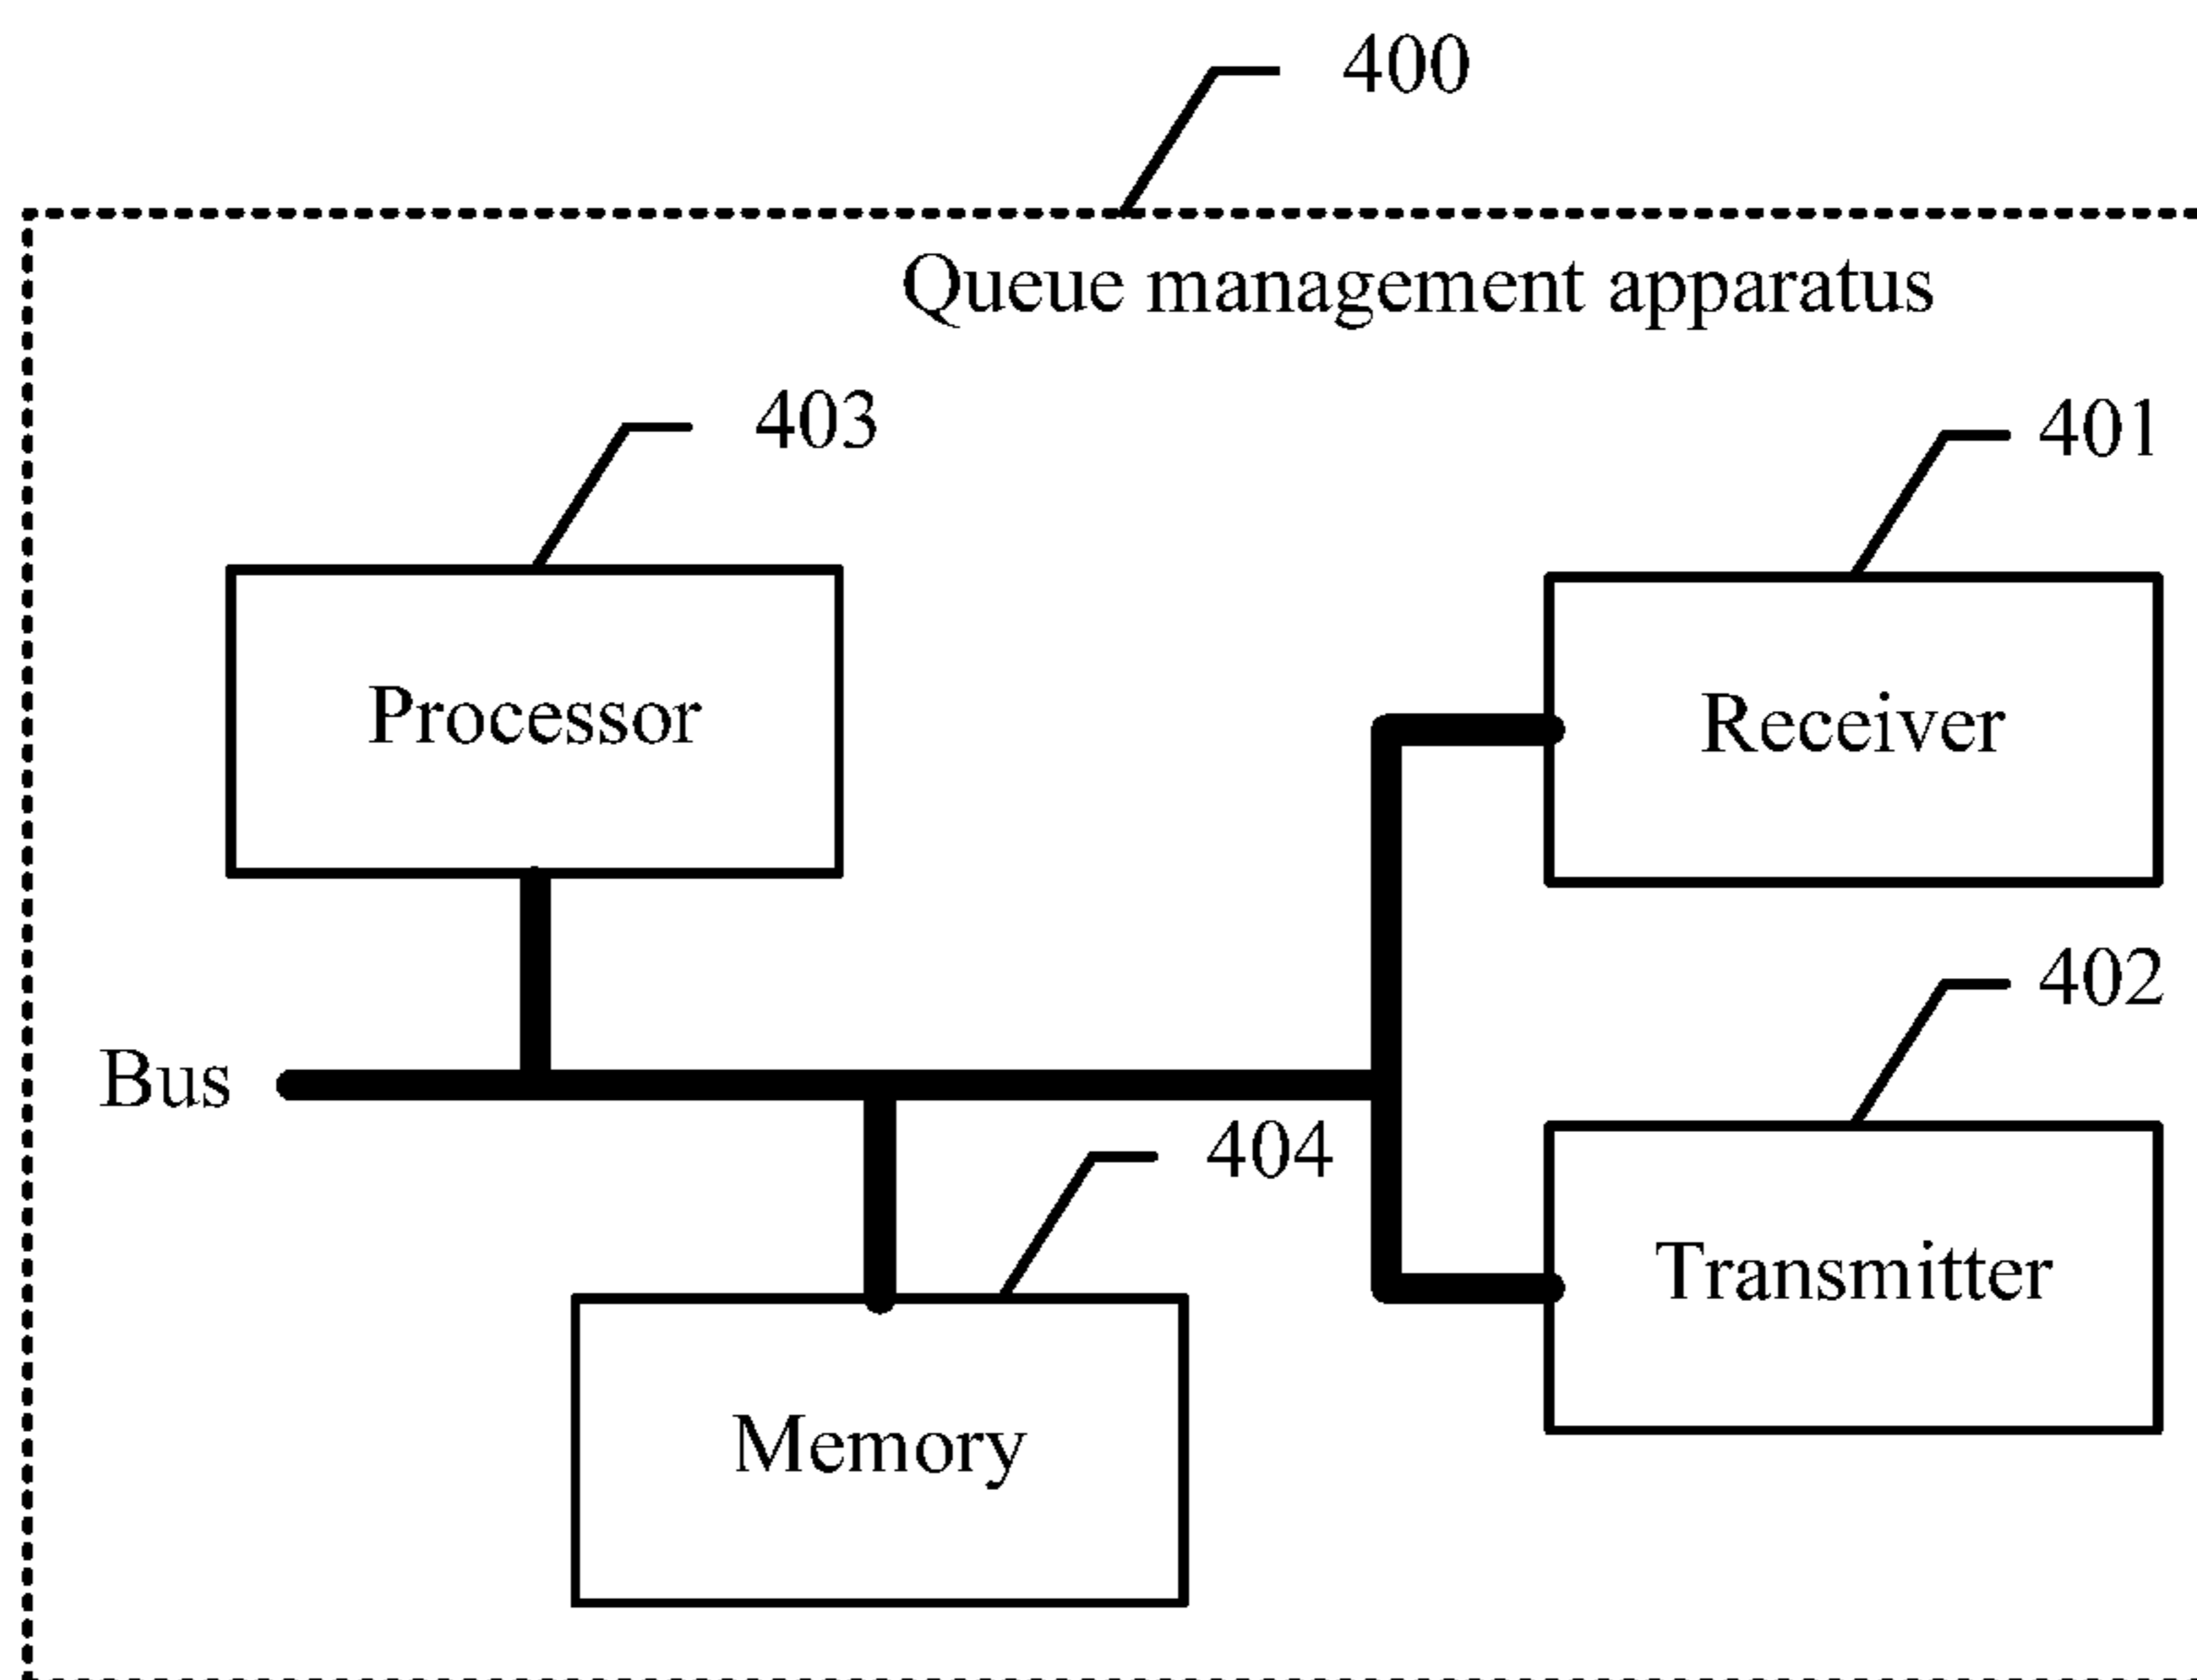 400
Queue management apparatus
403
401
Processor
Receiver
402
Bus
404
Transmitter
Memory